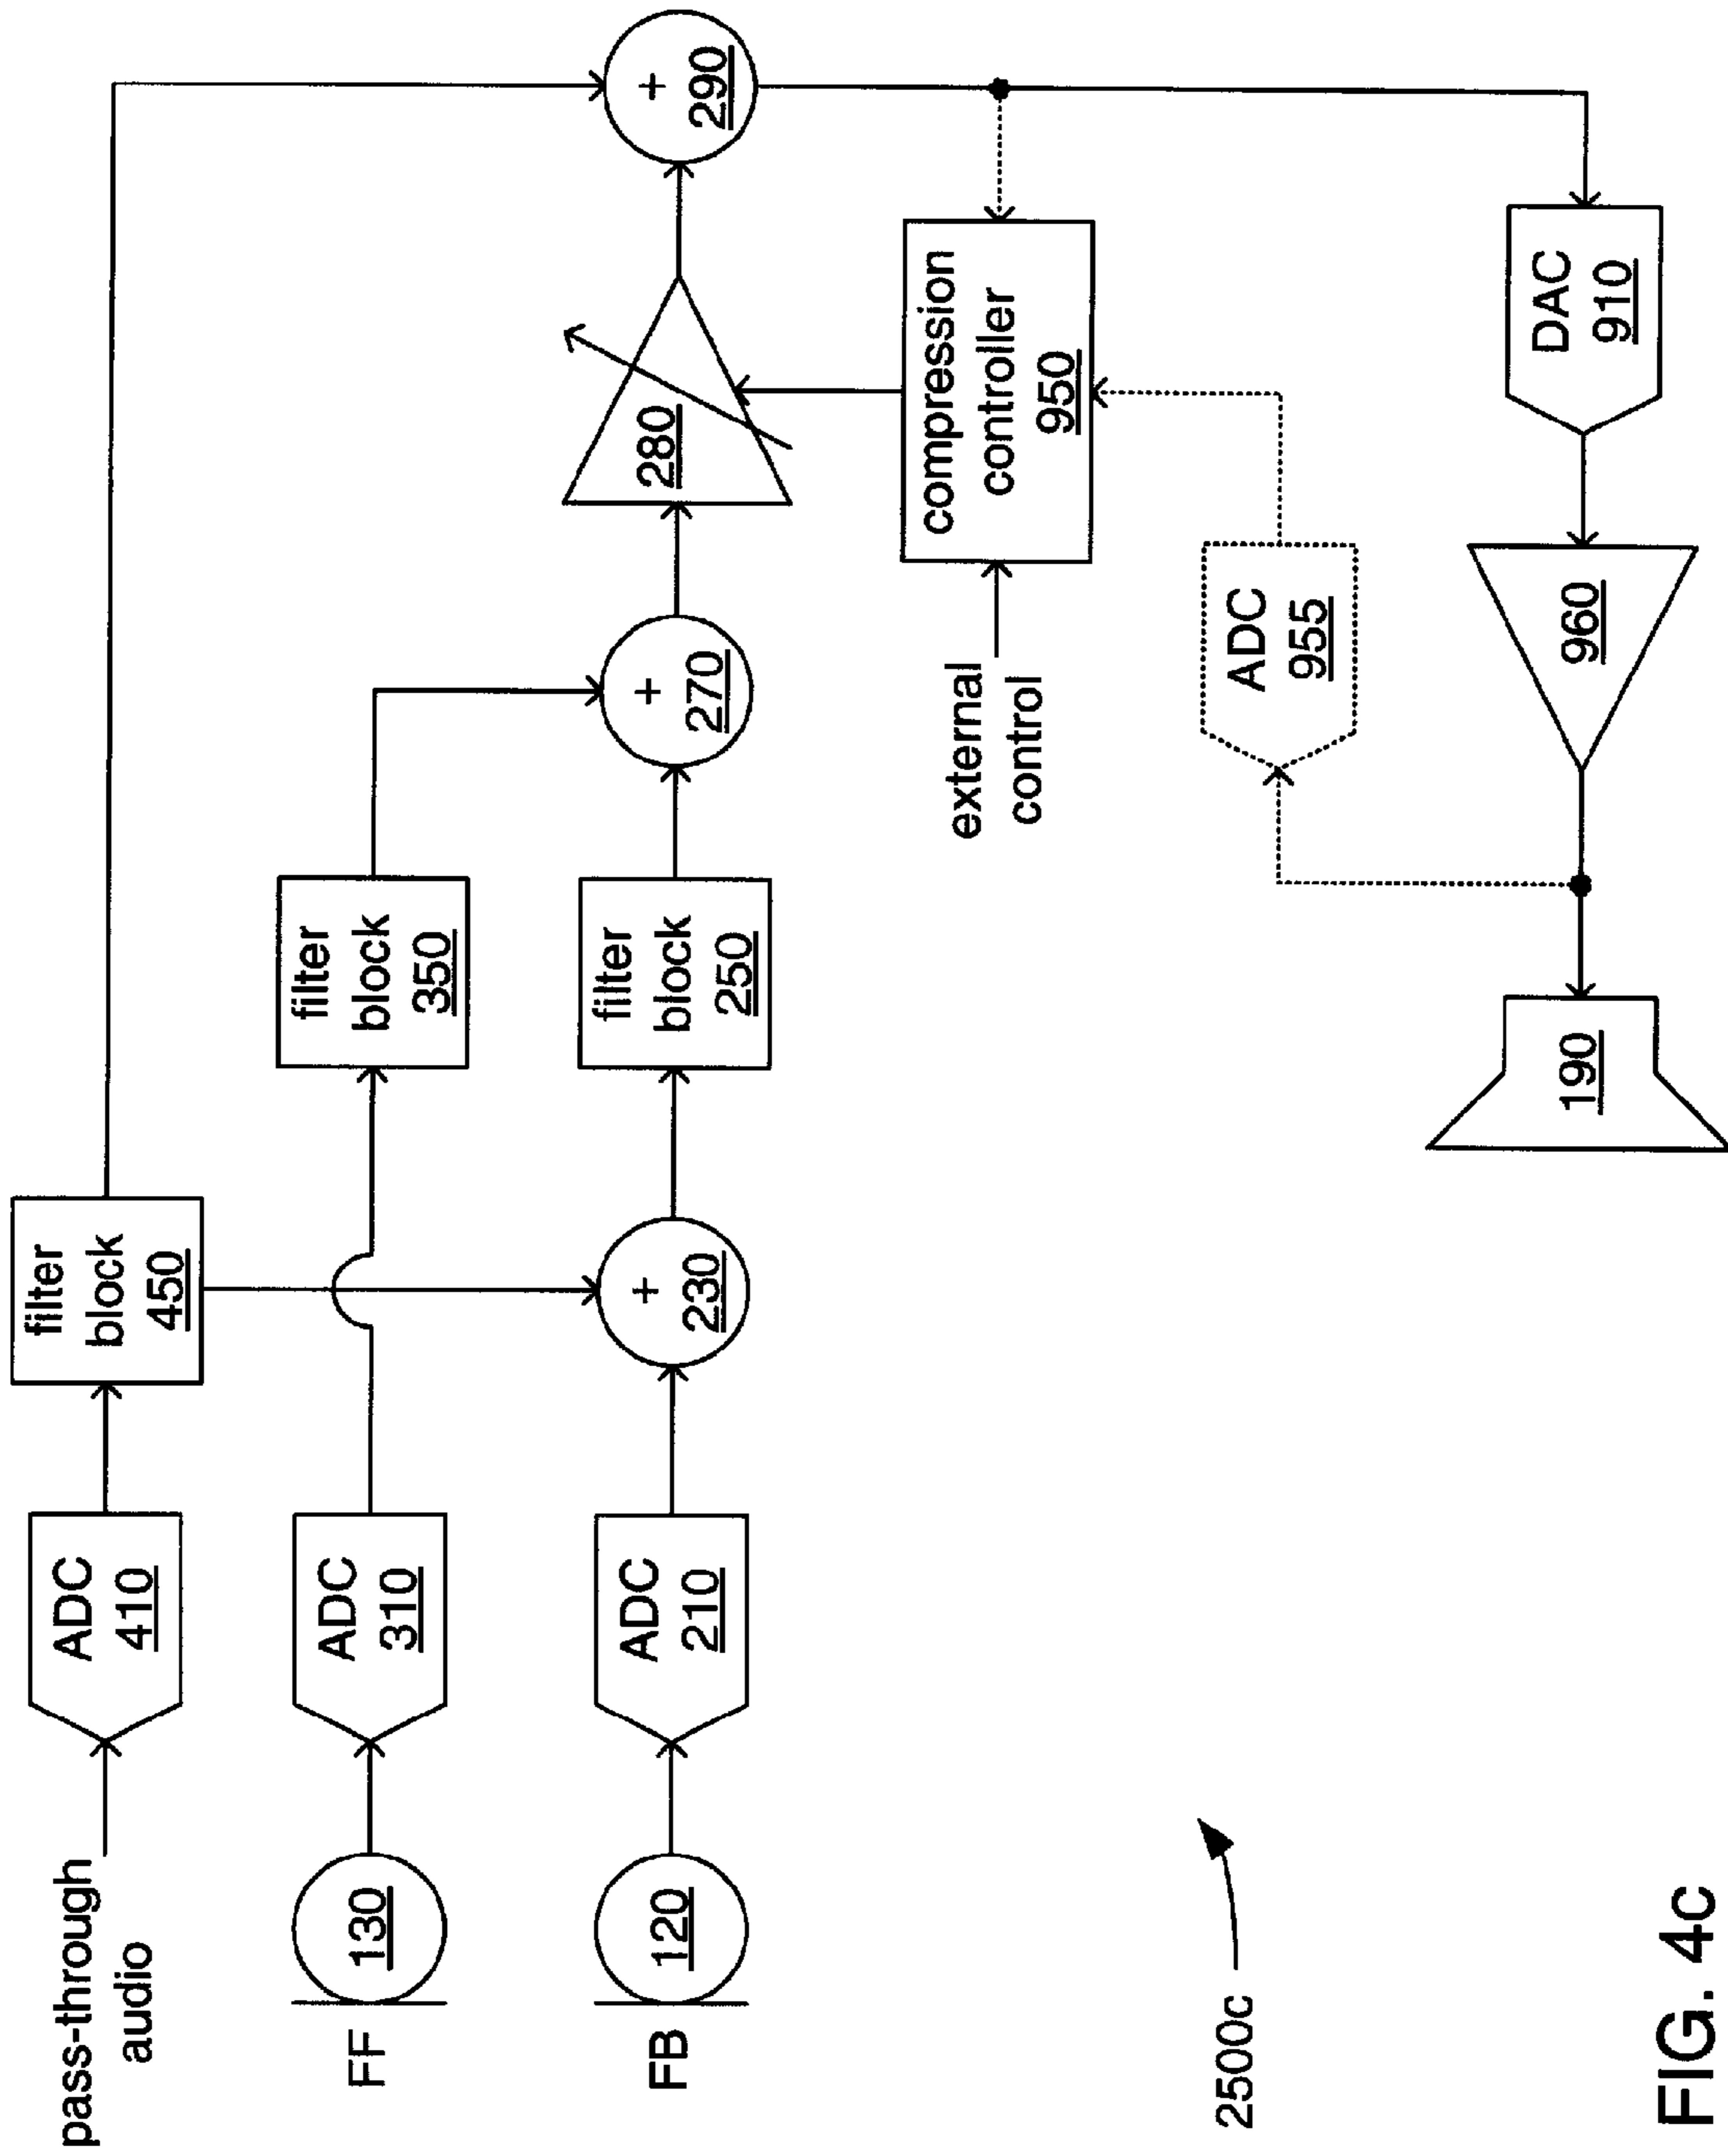 pass-through
audio
ADC
410
filter
block
450
FF
130
ADC
310
filter
block
350
FB
120
ADC
210
+
230
filter
block
250
+
270
280
+
290
external
control
compression
controller
950
ADC
955
190
960
DAC
910
2500c
FIG. 4c